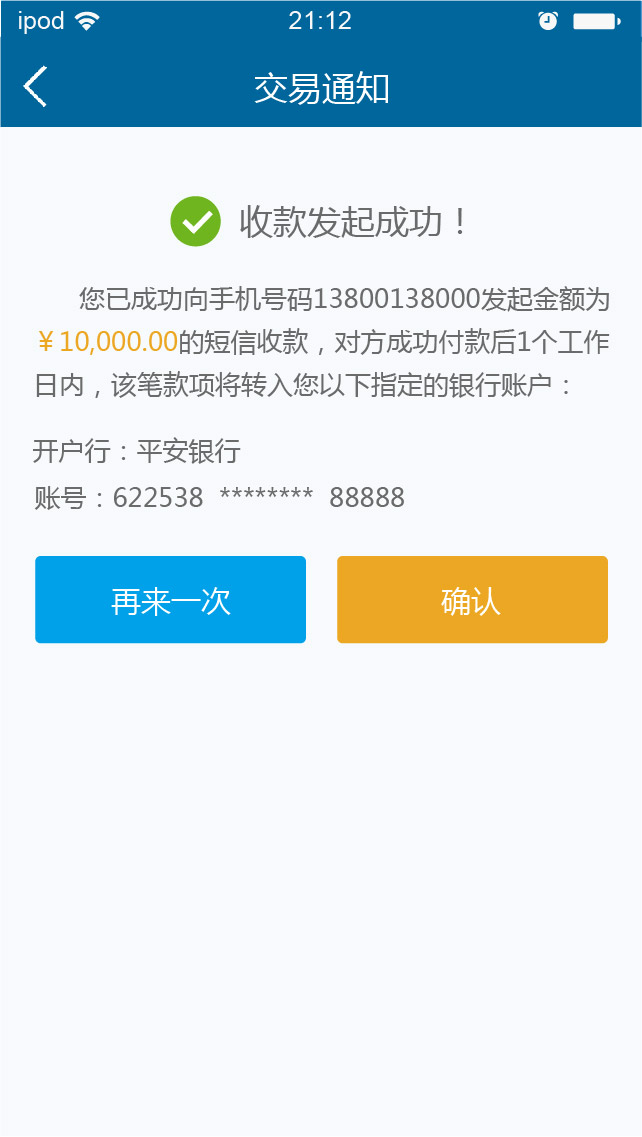 ipod 21:12
交易通知
收款发起成功！
您已成功向手机号码13800138000发起金额为
￥10,000.00的短信收款，对方成功付款后1个工作
日内，该笔款项将转入您以下指定的银行账户：
开户行：平安银行
账号：622538 ******** 88888
再来一次 确认